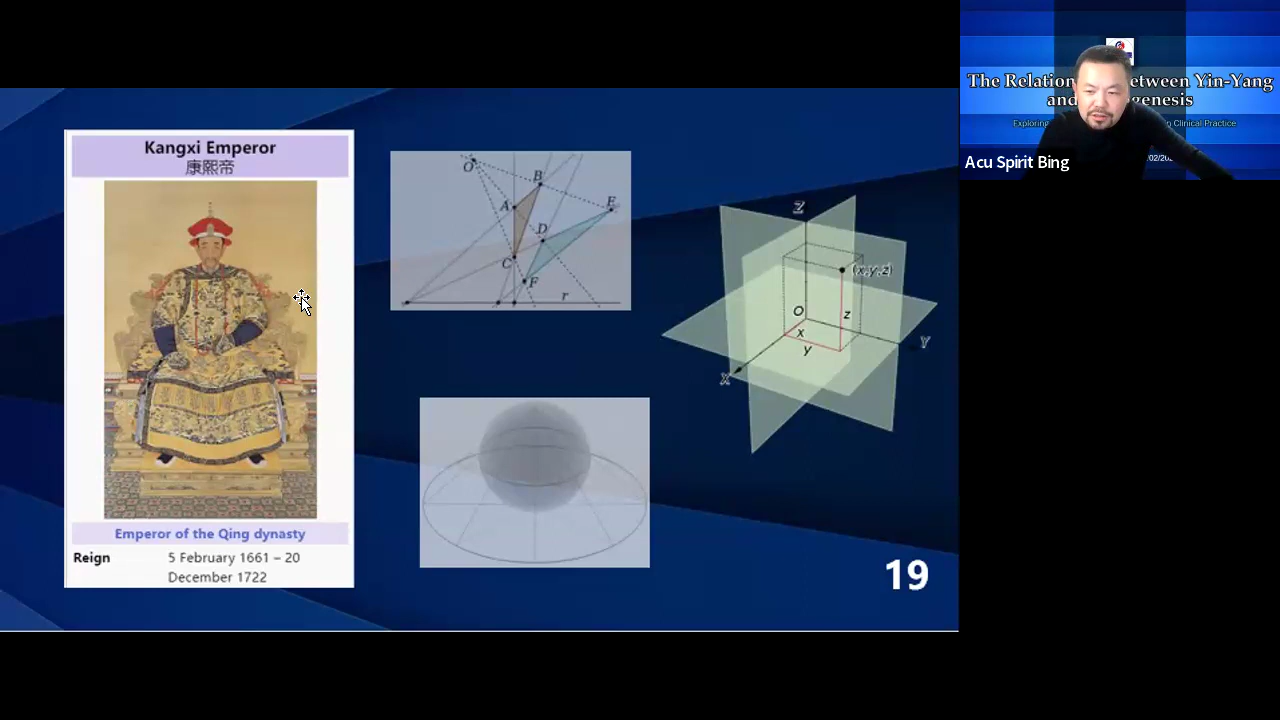 Kangxi Emperor
康熙帝
Emperor of the Qing dynasty
Reign
5 February 1661 – 20
December 1722
O
B
A
E
D
C
F
r
Z
(x,y,z)
O
z
x
y
Y
X
19
The Relation etween Yin-Yang
and genesis
Exploring Clinical Practice
Acu Spirit Bing